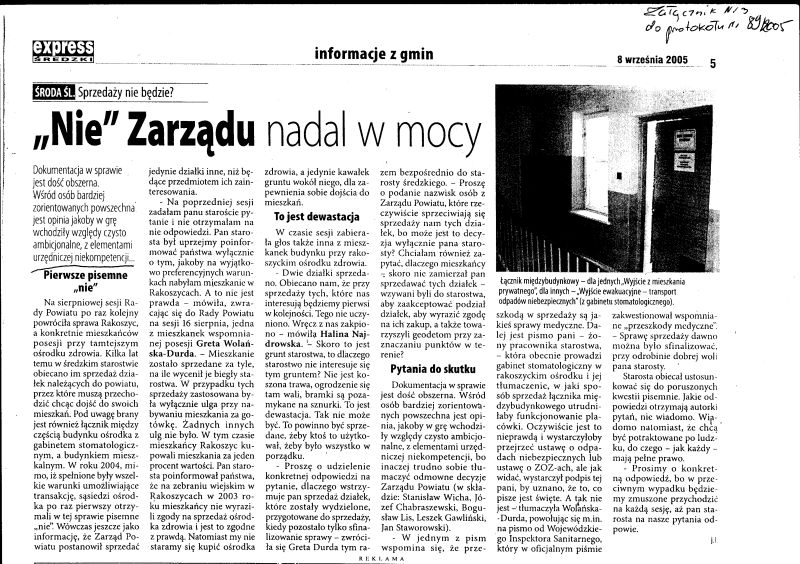 Załącznik Nr 3
do protokołu nr 89/2005
express
ŚREDZKI
informacje z gmin
8 września 2005
5
ŚRODA ŚL. Sprzedaży nie będzie?
„Nie” Zarządu nadal w mocy
Dokumentacja w sprawie
jest dość obszerna.
Wśród osób bardziej
zorientowanych powszechna
jest opinia jakoby w grę
wchodziły względy czysto
ambicjonalne, z elementami
urzędniczej niekompetencji...
Pierwsze pisemne
„nie”
Na sierpniowej sesji Rady
Powiatu po raz kolejny
powróciła sprawa Rakoszyc,
a konkretnie mieszkańców
posesji przy tamtejszym
ośrodku zdrowia. Kilka lat
temu w średzkim starostwie
obiecano im sprzedaż działek
należących do powiatu,
przez które muszą przechodzić
chcąc dojść do swoich
mieszkań. Pod uwagę brany
jest również łącznik między
częścią budynku ośrodka z
gabinetem stomatologicznym,
a budynkiem mieszkalnym.
W roku 2004, mimo,
iż spełnione były wszelkie
warunki umożliwiające
transakcję, sąsiedzi ośrodka
po raz pierwszy otrzymali
w tej sprawie pisemne
„nie”. Wówczas jeszcze jako
informację, że Zarząd Powiatu
postanowił sprzedać
jedynie działki inne, niż będące
przedmiotem ich zainteresowania.
- Na poprzedniej sesji
zadałam panu staroście pytanie
i nie otrzymałam na
nie odpowiedzi. Pan starosta
był uprzejmy poinformować
państwa wyłącznie
o tym, jakoby na wyjątkowo
preferencyjnych warunkach
nabyłam mieszkanie w
Rakoszycach. A to nie jest
prawda – mówiła, zwracając
się do Rady Powiatu
na sesji 16 sierpnia, jedna
z mieszkanek wspomnianej
posesji Greta Wolańska-Durda.
– Mieszkanie
zostało sprzedane za tyle,
na ile wycenił je biegły starostwa.
W przypadku tych
sprzedaży zastosowana była
wyłącznie ulga przy nabywaniu
mieszkania za gotówkę.
Żadnych innych
ulg nie było. W tym czasie
mieszkańcy Rakoszyc kupowali
mieszkania za jeden
procent wartości. Pan starosta
poinformował państwa,
że na zebraniu wiejskim w
Rakoszycach w 2003 roku
mieszkańcy nie wyrazili
zgody na sprzedaż ośrodka
zdrowia i jest to zgodne
z prawdą. Natomiast my nie
staramy się kupić ośrodka
zdrowia, a jedynie kawałek
gruntu wokół niego, dla zapewnienia
sobie dojścia do
mieszkań.
To jest dewastacja
W czasie sesji zabierała
głos także inna z mieszkanek
budynku przy rakoszyckim
ośrodku zdrowia.
– Dwie działki sprzedano.
Obiecano nam, że przy
sprzedaży tych, które nas
interesują będziemy pierwsi
w kolejności. Tego nie uczyniono.
Wręcz z nas zakpiono
– mówiła Halina Najdrowska.
– Skoro to jest
grunt starostwa, to dlaczego
starostwo nie interesuje się
tym gruntem? Nie jest koszona
trawa, ogrodzenie się
tam wali, bramki są pozamykane
na sznurki. To jest
dewastacja. Tak nie może
być. To powinno być sprzedane,
żeby ktoś to użytkował,
żeby było wszystko w
porządku.
– Proszę o udzielenie
konkretnej odpowiedzi na
pytanie, dlaczego wstrzymuje
pan sprzedaż działek,
które zostały wydzielone,
przygotowane do sprzedaży,
kiedy pozostało tylko sfinalizowanie
sprawy – zwróciła
się Greta Durda tym razem
bezpośrednio do starosty
średzkiego. – Proszę
o podanie nazwisk osób z
Zarządu Powiatu, które rzeczywiście
sprzeciwiają się
sprzedaży nam tych działek,
bo może jest to decyzja
wyłącznie pana starosty?
Chciałam również zapytać,
dlaczego mieszkańcy
skoro nie zamierzał pan
sprzedawać tych działek –
wzywani byli do starostwa,
aby zaakceptować podział
działek, aby wyrazić zgodę
na ich zakup, a także towarzyszyli
geodetom przy zaznaczaniu
punktów w terenie?
Pytania do skutku
Dokumentacja w sprawie
jest dość obszerna. Wśród
osób bardziej zorientowanych
powszechna jest opinia,
jakoby w grę wchodziły
względy czysto ambicjonalne,
z elementami urzędniczej
niekompetencji, bo
inaczej trudno sobie tłumaczyć
odmowne decyzje
Zarządu Powiatu (w składzie:
Stanisław Wicha, Józef
Chabraszewski, Bogusław
Lis, Leszek Gawliński,
Jan Staworowski).
- W jednym z pism
wspomina się, że przeszkodą
w sprzedaży są jakieś
sprawy medyczne. Dalej
jest pismo pani – żony
pracownika starostwa,
– która obecnie prowadzi
gabinet stomatologiczny w
rakoszyckim ośrodku i jej
tłumaczenie, w jaki sposób
sprzedaż łącznika międzybudynkowego
utrudniłaby
funkcjonowanie placówki.
Oczywiście jest to
nieprawdą i wystarczyłoby
przejrzeć ustawę o odpadach
niebezpiecznych lub
ustawę o ZOZ-ach, ale jak
widać, wystarczył podpis tej
pani, by uznano, że to, co
pisze jest święte. A tak nie
jest – tłumaczyła Wolańska-Durda,
powołując się m.in.
na pismo od Wojewódzkiego
Inspektora Sanitarnego,
który w oficjalnym piśmie
zakwestionował wspomniane
„przeszkody medyczne”.
– Sprawę sprzedaży dawno
można było sfinalizować,
przy odrobinie dobrej woli
pana starosty.
Starosta obiecał ustosunkować
się do poruszonych
kwestii pisemnie. Jakie odpowiedzi
otrzymają autorki
pytań, nie wiadomo. Wiadomo
natomiast, że chcą
być potraktowane po ludzku,
do czego – jak każdy –
mają pełne prawo.
- Prosimy o konkretną
odpowiedź, bo w przeciwnym
wypadku będziemy
zmuszone przychodzić
na każdą sesję, aż pan starosta
na nasze pytania odpowie.
j.l
Łącznik międzybudynkowy – dla jednych „Wyjście z mieszkania
prywatnego”, dla innych – „Wyjście ewakuacyjne – transport
odpadów niebezpiecznych” (z gabinetu stomatologicznego).
REKLAMA